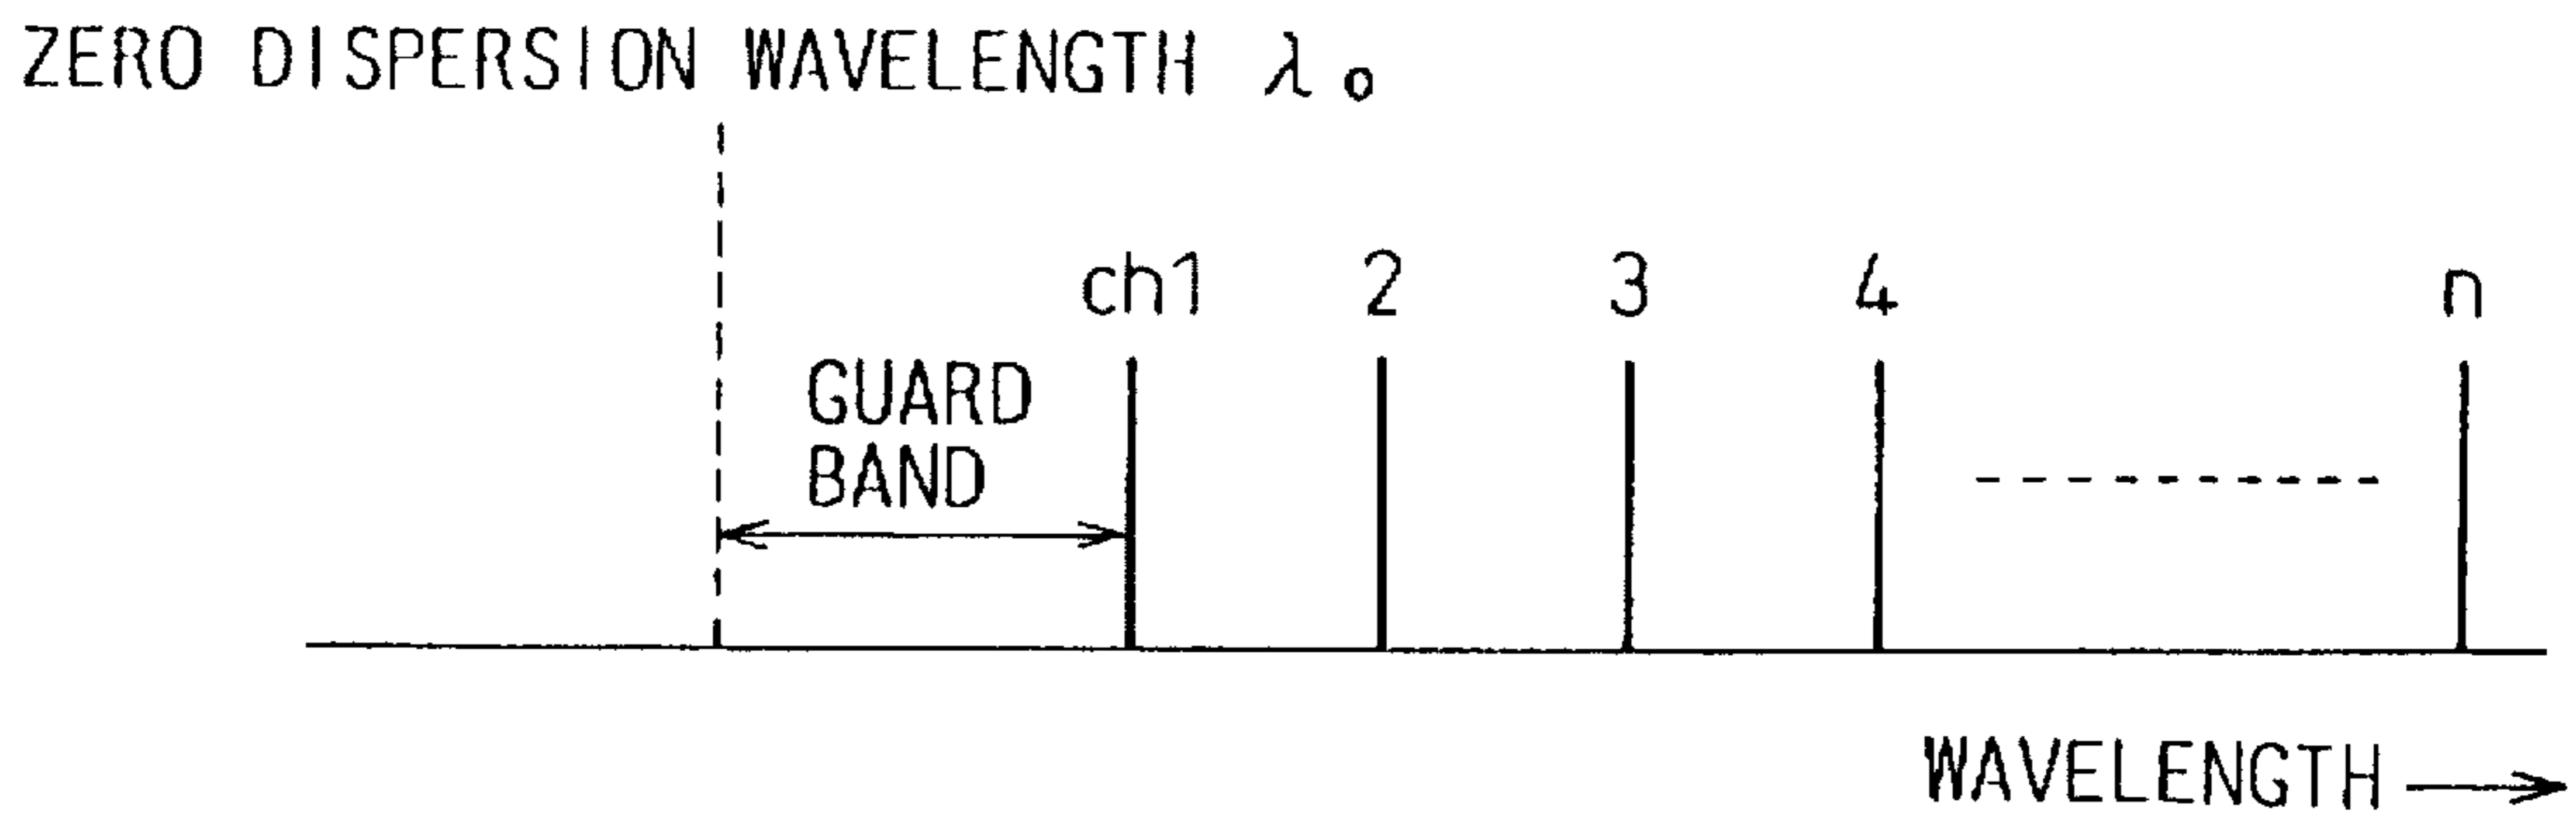 ZERO DISPERSION WAVELENGTH λ₀
ch1 2 3 4 n
GUARD
BAND
WAVELENGTH